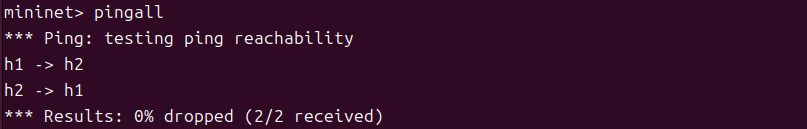 mininet> pingall
*** Ping: testing ping reachability
h1 -> h2
h2 -> h1
*** Results: 0% dropped (2/2 received)